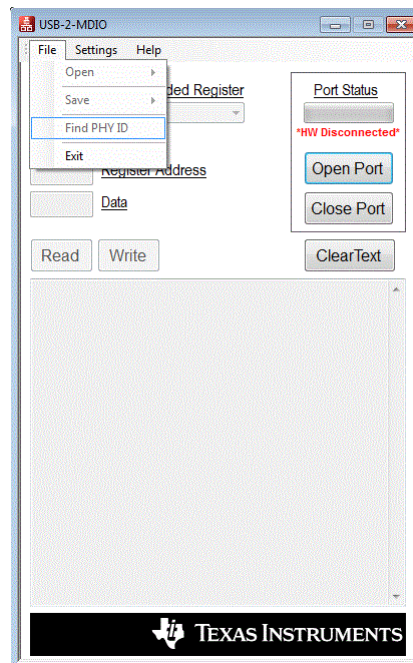 USB-2-MDIO
File Settings Help
Open
Save
Find PHY ID
Exit
ded Register
Register Address
Data
Port Status
*HW Disconnected*
Open Port
Close Port
Read Write ClearText
TEXAS INSTRUMENTS